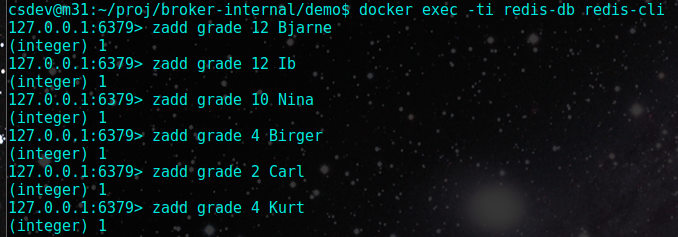 csdev@m31:~/proj/broker-internal/demo$ docker exec -ti redis-db redis-cli
127.0.0.1:6379> zadd grade 12 Bjarne
(integer) 1
127.0.0.1:6379> zadd grade 12 Ib
(integer) 1
127.0.0.1:6379> zadd grade 10 Nina
(integer) 1
127.0.0.1:6379> zadd grade 4 Birger
(integer) 1
127.0.0.1:6379> zadd grade 2 Carl
(integer) 1
127.0.0.1:6379> zadd grade 4 Kurt
(integer) 1